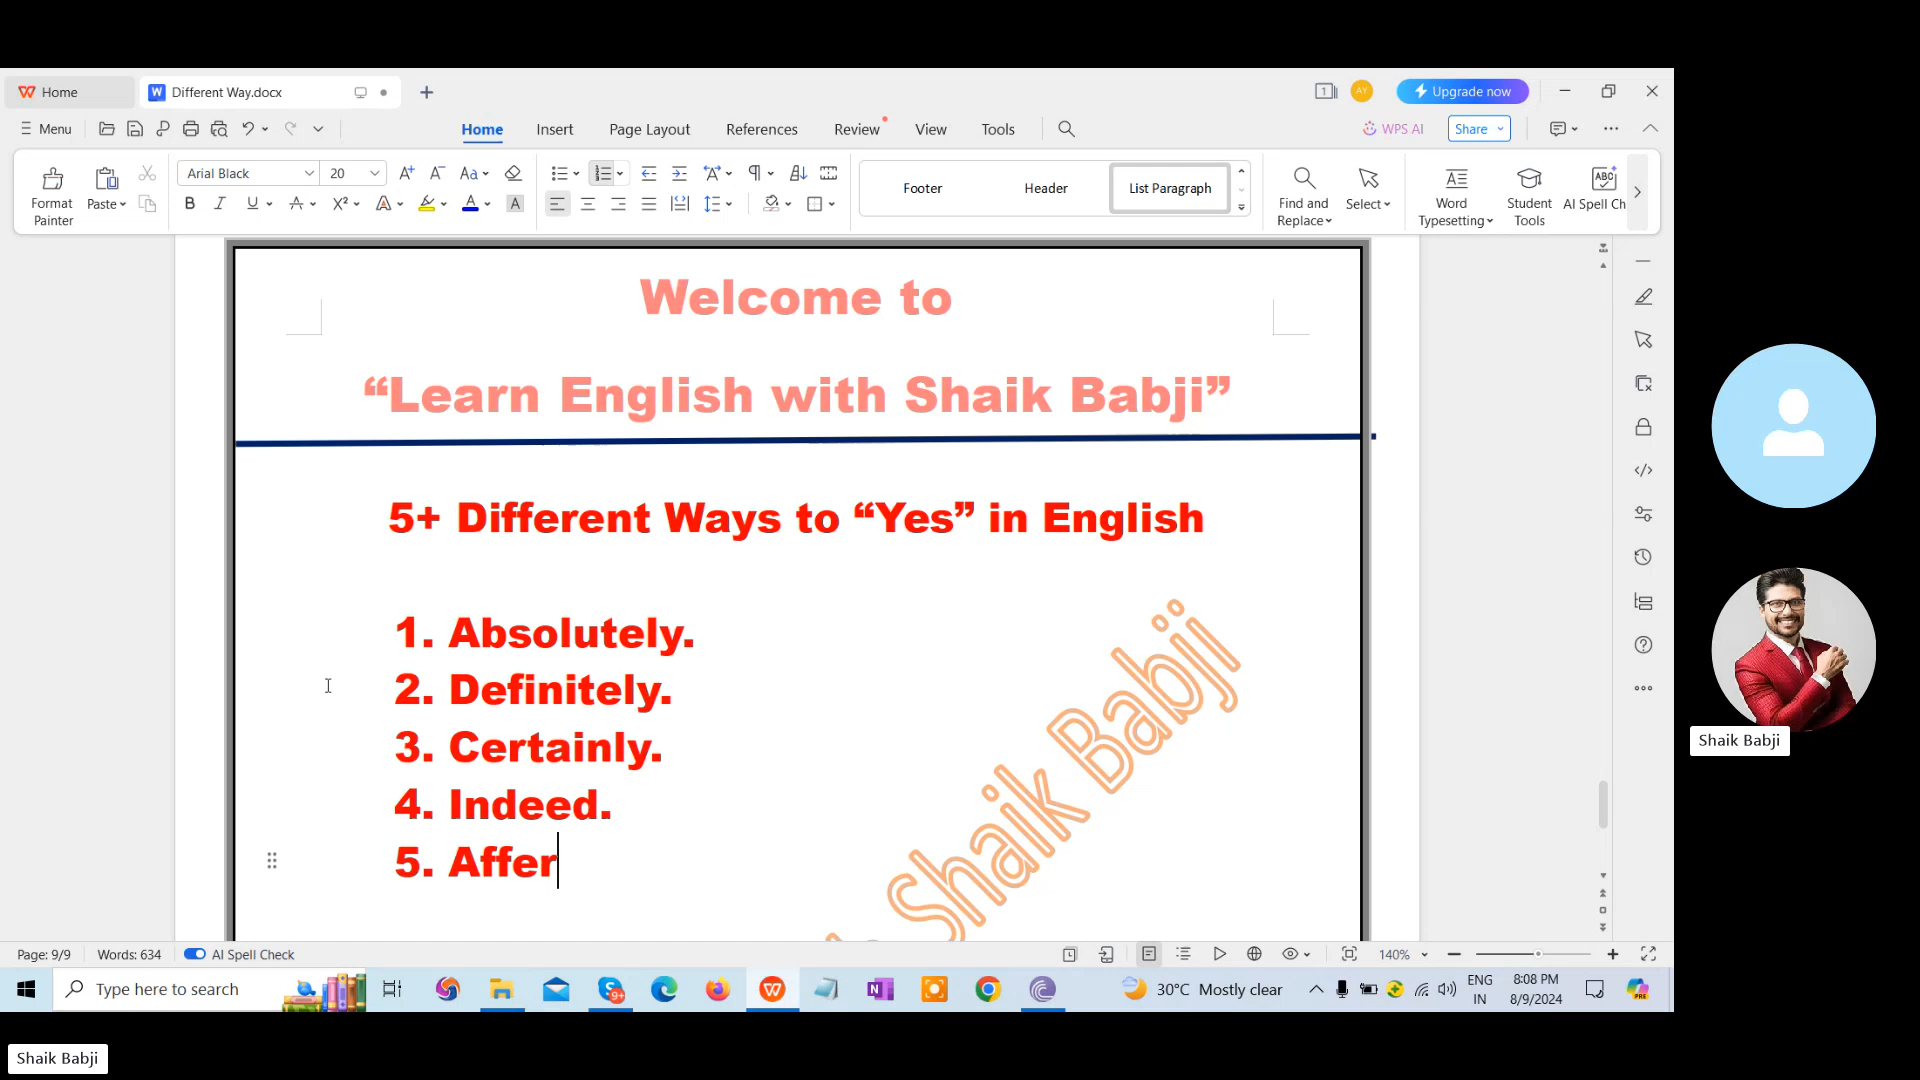 Home
Different Way.docx
1
AY
Upgrade now
Menu
Home
Insert
Page Layout
References
Review
View
Tools
WPS AI
Share
Format Painter
Paste
Arial Black
20
Footer
Header
List Paragraph
Find and Replace
Select
Word Typesetting
Student Tools
AI Spell Ch
Welcome to
“Learn English with Shaik Babji”
5+ Different Ways to “Yes” in English
1. Absolutely.
2. Definitely.
3. Certainly.
4. Indeed.
5. Affer
Shaik Babji
Page: 9/9
Words: 634
AI Spell Check
140%
Type here to search
9+
30°C Mostly clear
ENG
IN
8:08 PM
8/9/2024
PRE
Shaik Babji
Shaik Babji